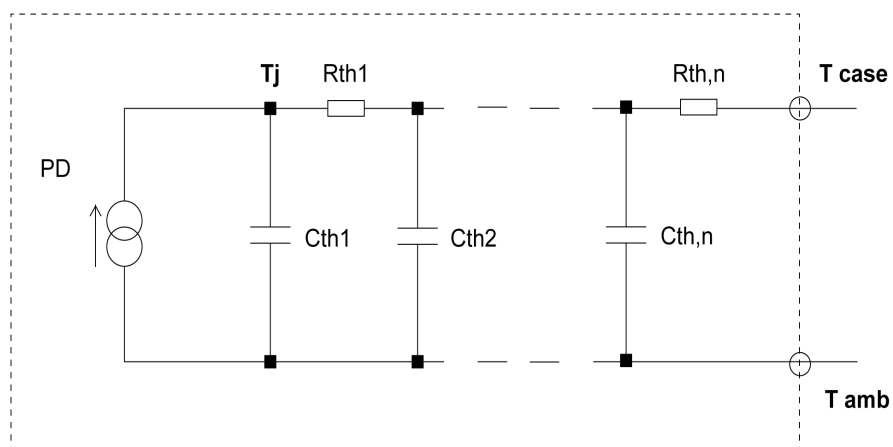 Tj Rth1 Rth,n T case
PD
Cth1 Cth2 Cth,n
T amb